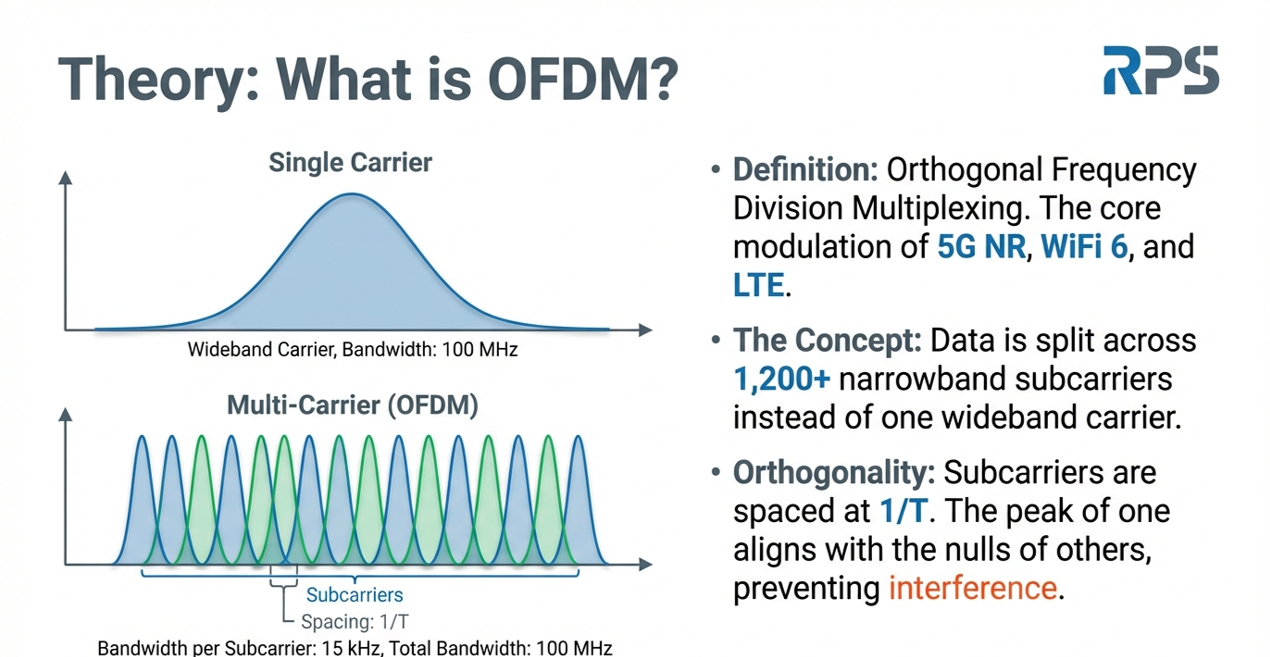 Theory: What is OFDM?
RPS
Single Carrier
Wideband Carrier, Bandwidth: 100 MHz
Multi-Carrier (OFDM)
Subcarriers
Spacing: 1/T
Bandwidth per Subcarrier: 15 kHz, Total Bandwidth: 100 MHz
• Definition: Orthogonal Frequency
Division Multiplexing. The core
modulation of 5G NR, WiFi 6, and
LTE.
• The Concept: Data is split across
1,200+ narrowband subcarriers
instead of one wideband carrier.
• Orthogonality: Subcarriers are
spaced at 1/T. The peak of one
aligns with the nulls of others,
preventing interference.